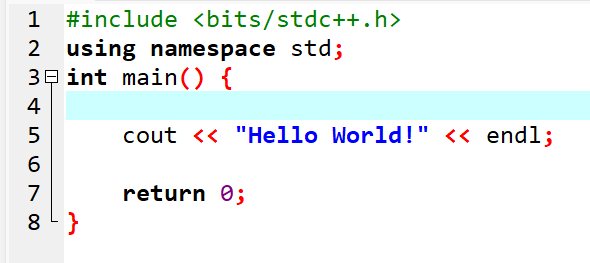 1 #include <bits/stdc++.h>
2 using namespace std;
3 int main() {
4
5     cout << "Hello World!" << endl;
6
7     return 0;
8 }